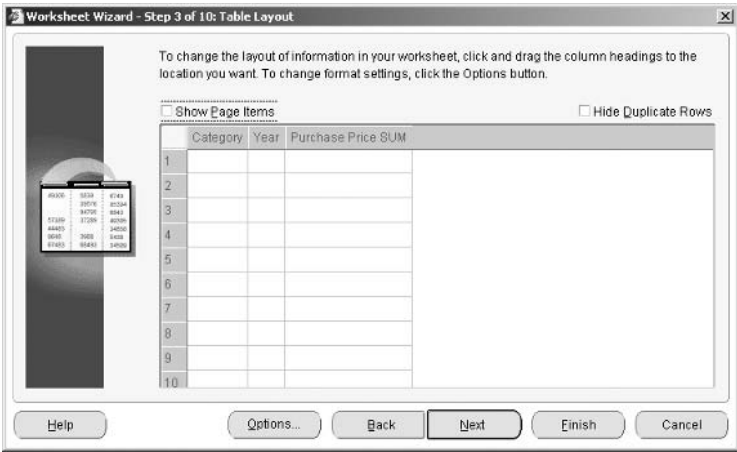 Worksheet Wizard - Step 3 of 10: Table Layout
To change the layout of information in your worksheet, click and drag the column headings to the
location you want. To change format settings, click the Options button.
Show Page Items
Hide Duplicate Rows
Category Year Purchase Price SUM
1
2
3
4
5
6
7
8
9
10
Help Options... Back Next Finish Cancel